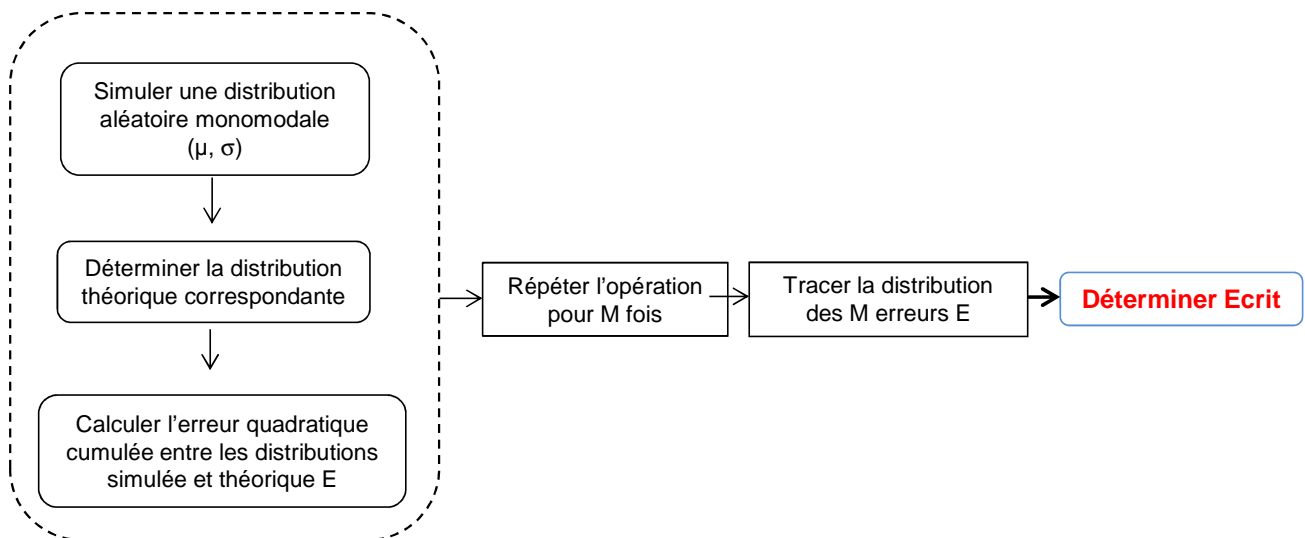 Simuler une distribution
aléatoire monomodale
(μ, σ)
Déterminer la distribution
théorique correspondante
Calculer l’erreur quadratique
cumulée entre les distributions
simulée et théorique E
Répéter l’opération
pour M fois
Tracer la distribution
des M erreurs E
Déterminer Ecrit